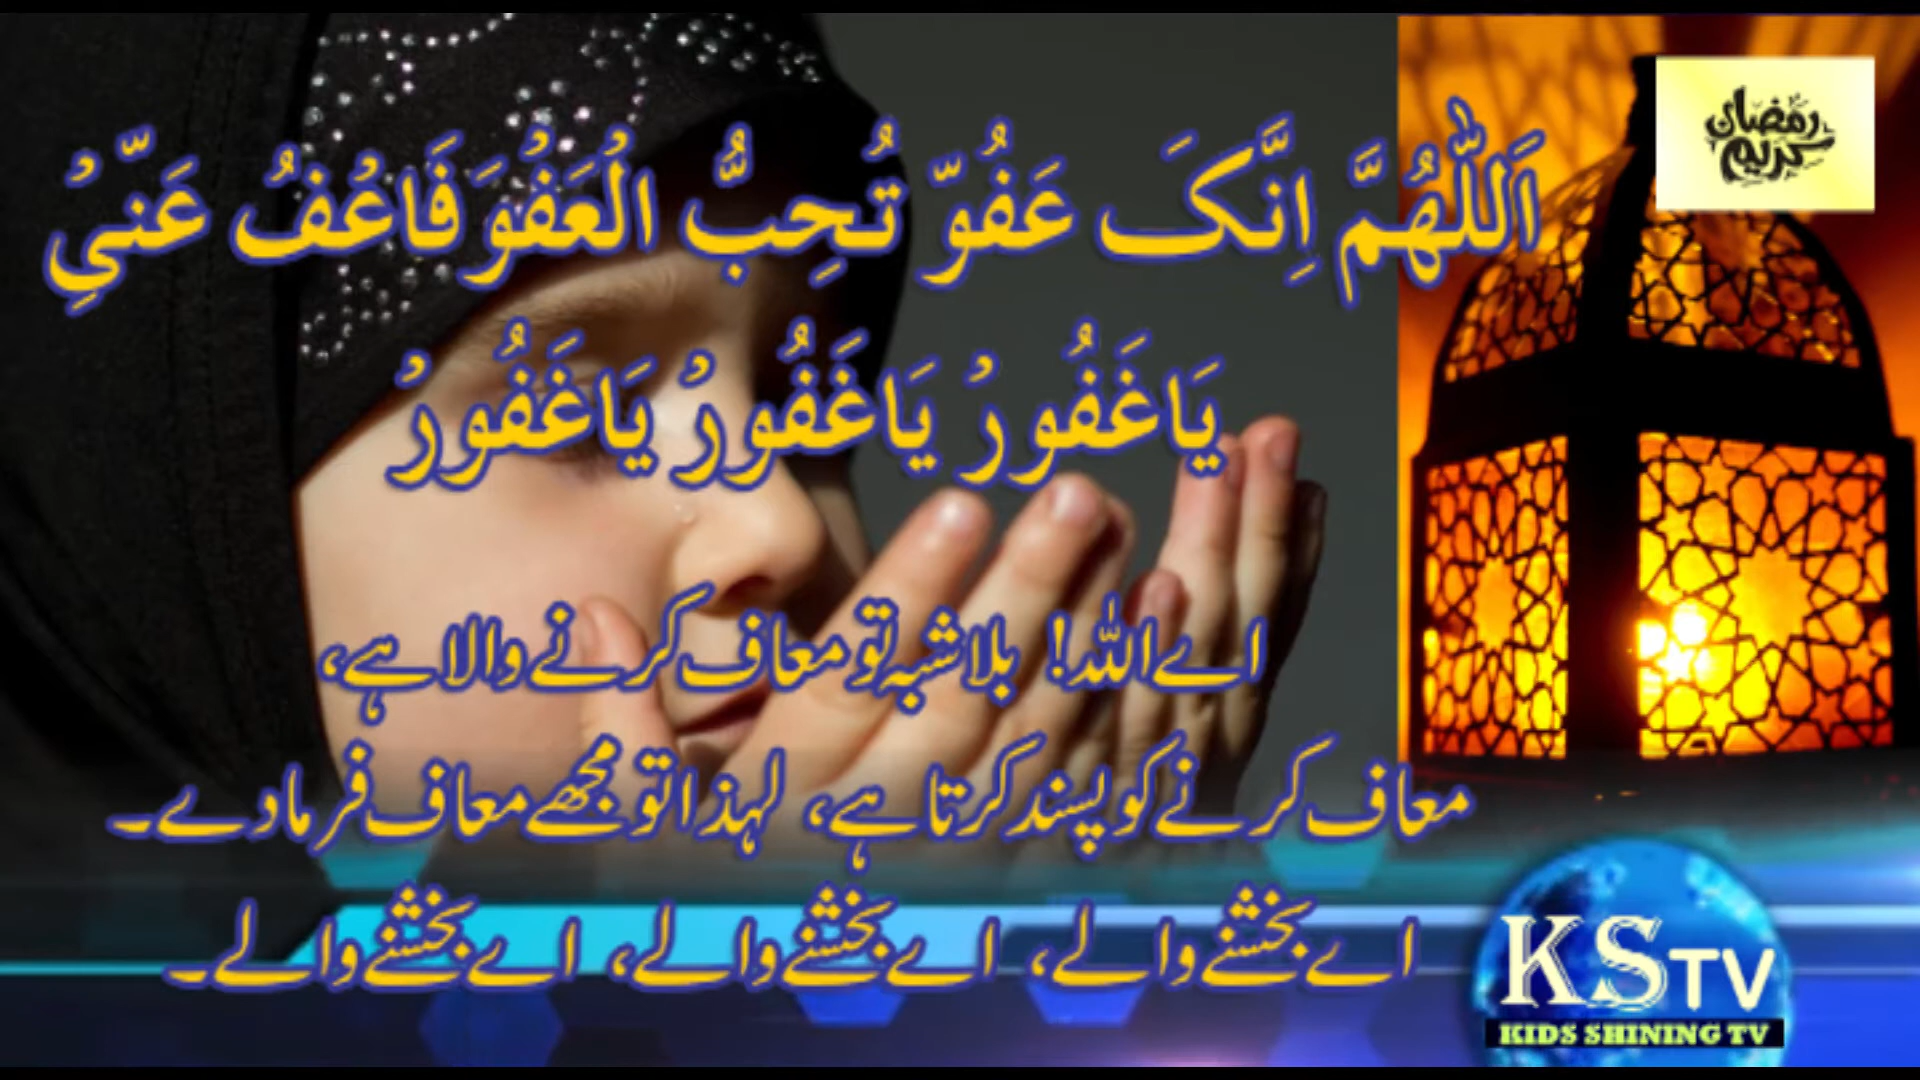 رمضان
كريم
اَللّٰهُمَّ اِنَّکَ عَفُوّ تُحِبُّ الْعَفْوَ فَاعْفُ عَنِّیْ
یَاغَفُورُ یَاغَفُورُ یَاغَفُورُ
اے اللہ! بلاشبہ تو معاف کرنے والا ہے،
معاف کرنے کو پسند کرتا ہے، لہذا تو مجھے معاف فرمادے۔
اے بخشنے والے، اے بخشنے والے، اے بخشنے والے۔
KSTV
KIDS SHINING TV